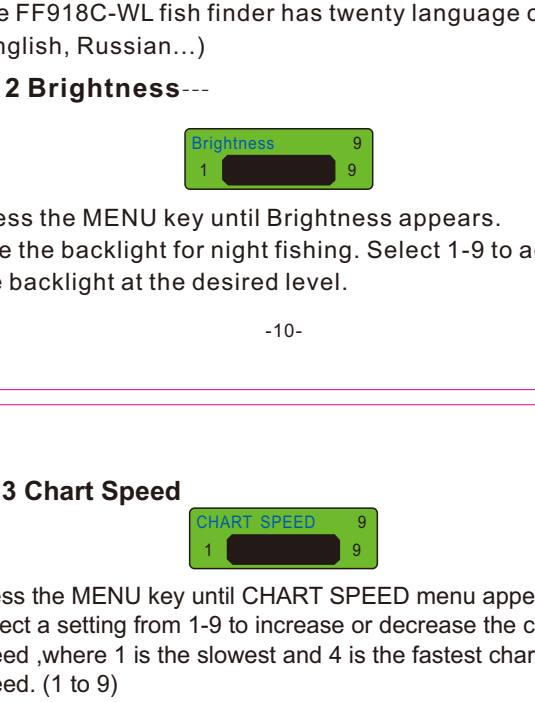 e FF918C-WL fish finder has twenty language o
nglish, Russian...)
2 Brightness---
Brightness 9
1 9
ess the MENU key until Brightness appears.
e the backlight for night fishing. Select 1-9 to a
e backlight at the desired level.
-10-
3 Chart Speed
CHART SPEED 9
1 9
ess the MENU key until CHART SPEED menu appe
ect a setting from 1-9 to increase or decrease the c
eed ,where 1 is the slowest and 4 is the fastest char
eed. (1 to 9)